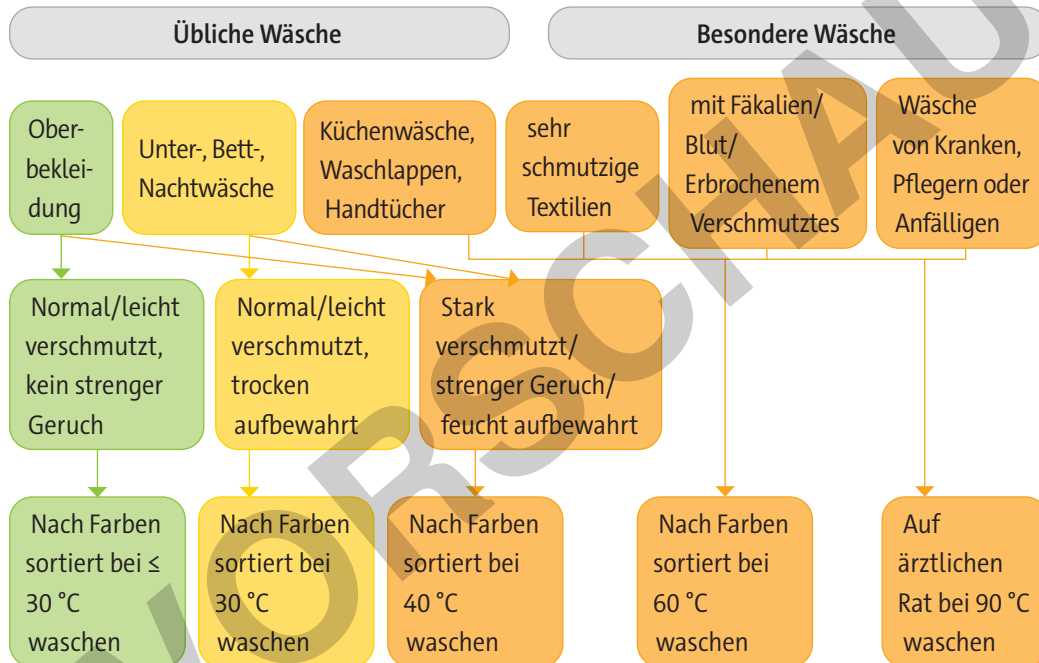 Übliche Wäsche
Besondere Wäsche
Ober-
beklei-
dung
Unter-, Bett-,
Nachtwäsche
Küchenwäsche,
Waschlappen,
Handtücher
sehr
schmutzige
Textilien
mit Fäkalien/
Blut/
Erbrochenem
Verschmutztes
Wäsche
von Kranken,
Pflegern oder
Anfälligen
Normal/leicht
verschmutzt,
kein strenger
Geruch
Normal/leicht
verschmutzt,
trocken
aufbewahrt
Stark
verschmutzt/
strenger Geruch/
feucht aufbewahrt
Nach Farben
sortiert bei ≤
30 °C
waschen
Nach Farben
sortiert bei
30 °C
waschen
Nach Farben
sortiert bei
40 °C
waschen
Nach Farben
sortiert bei
60 °C
waschen
Auf
ärztlichen
Rat bei 90 °C
waschen
VORSCHAU